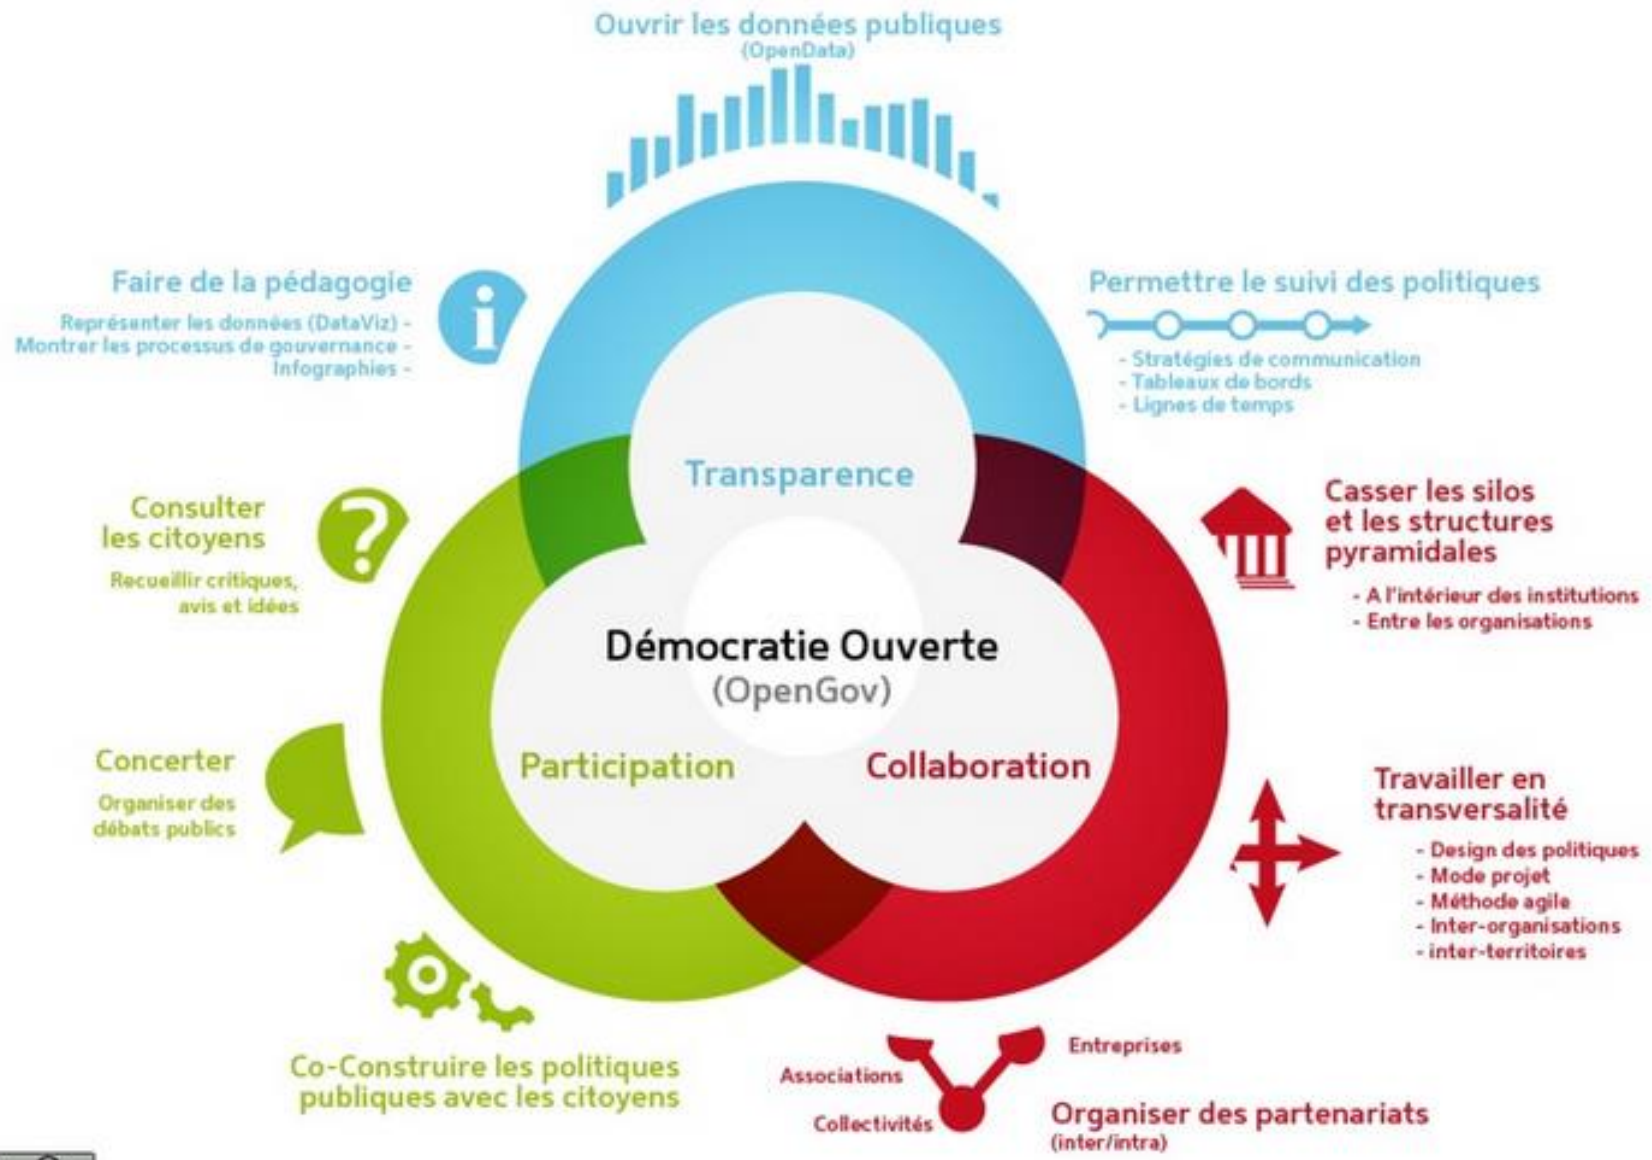 Ouvrir les données publiques
(OpenData)
Faire de la pédagogie
Représenter les données (DataViz) -
Montrer les processus de gouvernance -
Infographies -
Permettre le suivi des politiques
- Stratégies de communication
- Tableaux de bords
- Lignes de temps
Transparence
Consulter
les citoyens
Recueillir critiques,
avis et idées
Casser les silos
et les structures
pyramidales
- A l'intérieur des institutions
- Entre les organisations
Démocratie Ouverte
(OpenGov)
Participation
Collaboration
Concerter
Organiser des
débats publics
Travailler en
transversalité
- Design des politiques
- Mode projet
- Méthode agile
- Inter-organisations
- inter-territoires
Co-Construire les politiques
publiques avec les citoyens
Entreprises
Associations
Collectivités
Organiser des partenariats
(inter/intra)